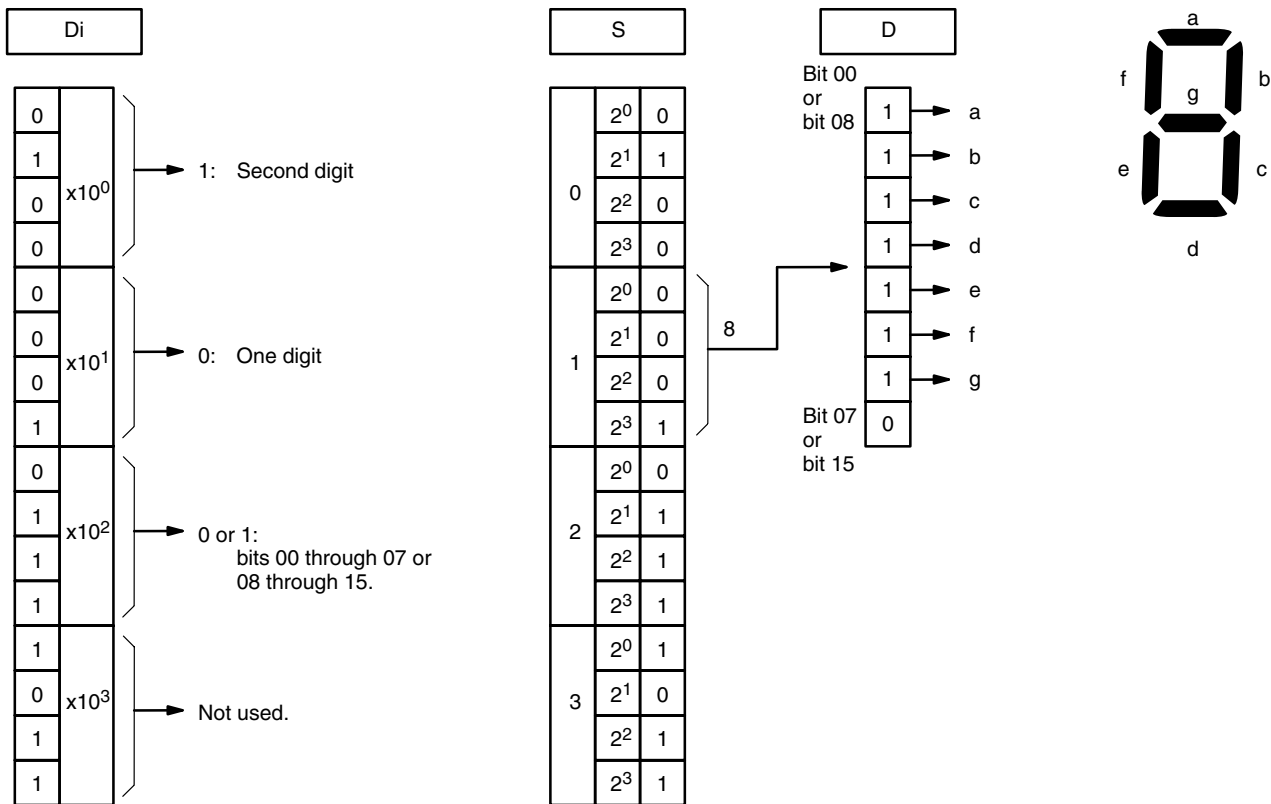 Di
0
1
0
0
x10⁰
1: Second digit
0
0
0
1
x10¹
0: One digit
0
1
1
1
x10²
0 or 1:
bits 00 through 07 or
08 through 15.
1
0
1
1
x10³
Not used.
S
0
2⁰ 0
2¹ 1
2² 0
2³ 0
1
2⁰ 0
2¹ 0
2² 0
2³ 1
8
2
2⁰ 0
2¹ 1
2² 1
2³ 1
3
2⁰ 1
2¹ 0
2² 1
2³ 1
D
Bit 00
or
bit 08
1 a
1 b
1 c
1 d
1 e
1 f
1 g
0
Bit 07
or
bit 15
a
f
b
g
e
c
d